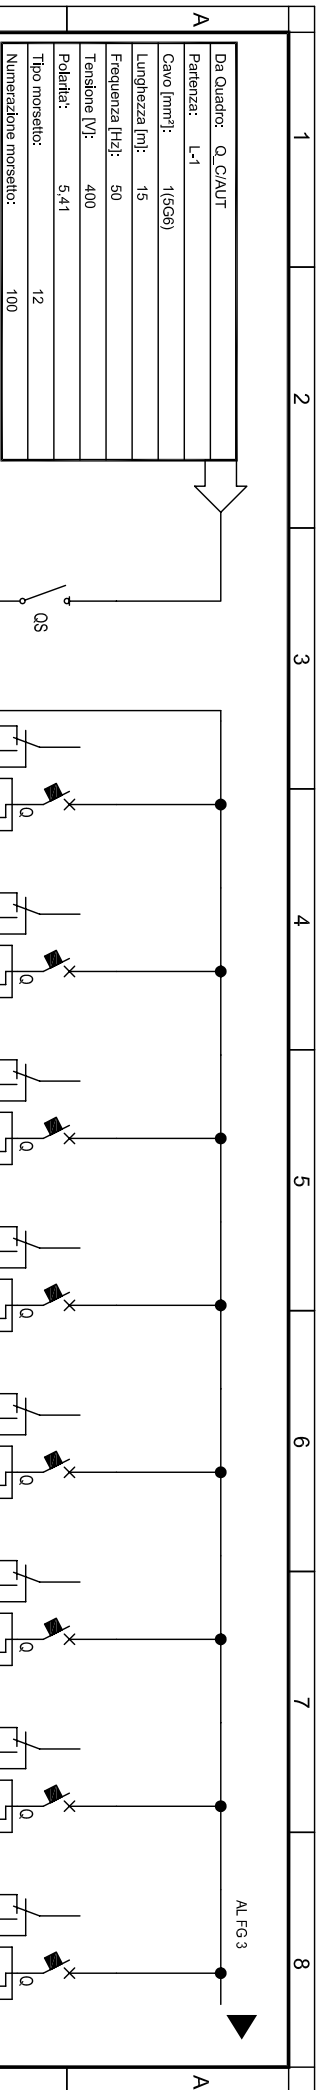 1 2 3 4 5 6 7 8
A A
Da Quadro: Q_C/AUT
Partenza: L-1
Cavo [mm²]: 1(5G6)
Lunghezza [m]: 15
Frequenza [Hz]: 50
Tensione [V]: 400
Polarita': 5,41
Tipo morsetto: 12
Numerazione morsetto: 100
AL FG 3
QS
Q Q Q Q Q Q Q Q